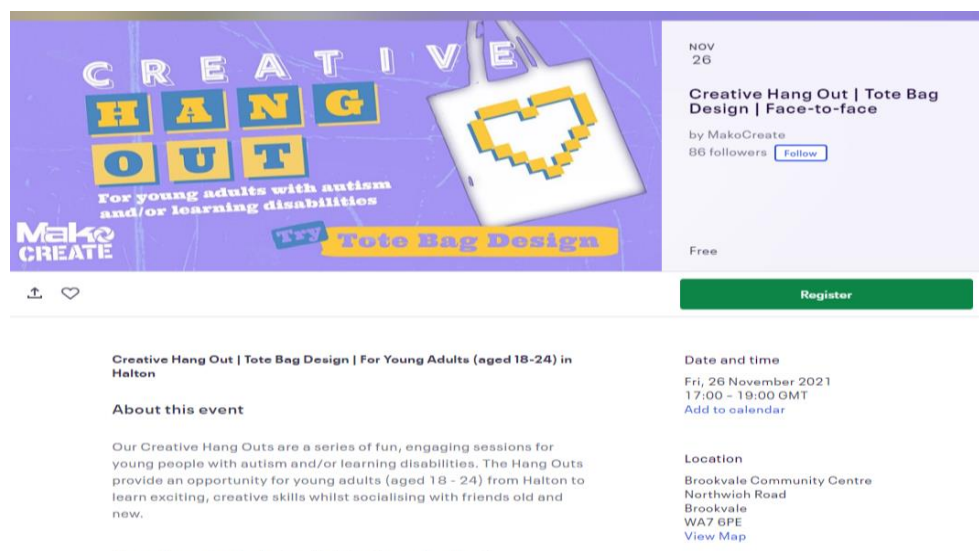 CREATIVE
HANG
OUT
For young adults with autism
and/or learning disabilities
Try Tote Bag Design
Mako
CREATE
NOV
26
Creative Hang Out | Tote Bag
Design | Face-to-face
by MakoCreate
86 followers Follow
Free
Register
Creative Hang Out | Tote Bag Design | For Young Adults (aged 18-24) in
Halton
About this event
Our Creative Hang Outs are a series of fun, engaging sessions for
young people with autism and/or learning disabilities. The Hang Outs
provide an opportunity for young adults (aged 18 - 24) from Halton to
learn exciting, creative skills whilst socialising with friends old and
new.
Date and time
Fri, 26 November 2021
17:00 - 19:00 GMT
Add to calendar
Location
Brookvale Community Centre
Northwich Road
Brookvale
WA7 6PE
View Map